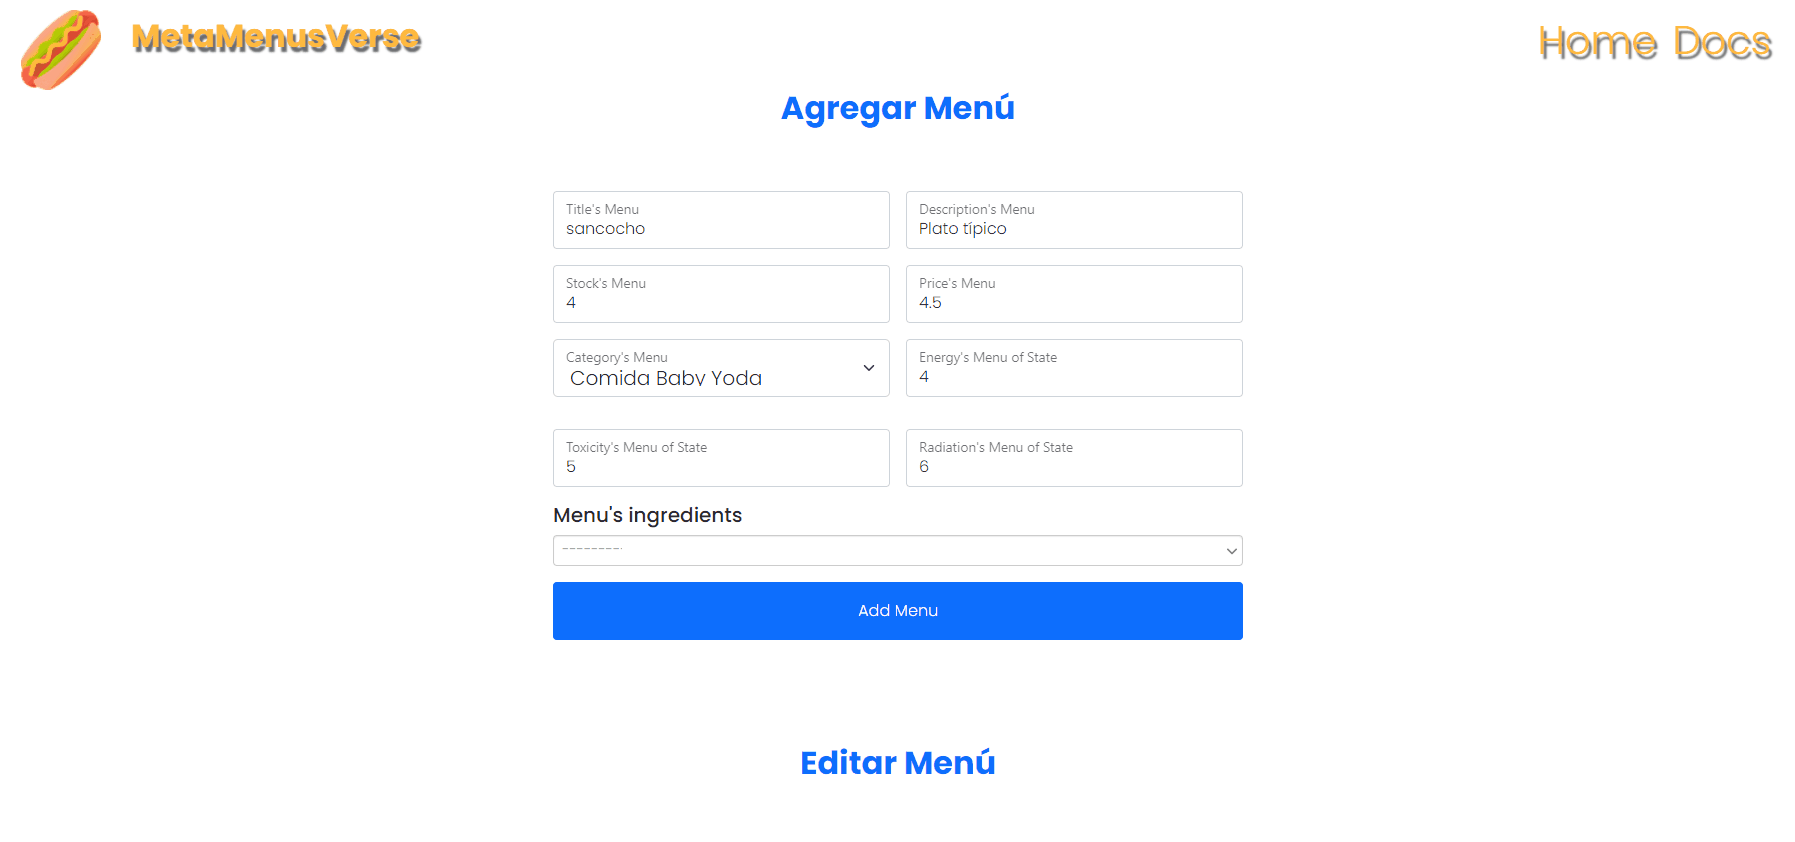 MetaMenusVerse
Home Docs
Agregar Menú
Title's Menu
sancocho
Description's Menu
Plato típico
Stock's Menu
4
Price's Menu
4.5
Category's Menu
Comida Baby Yoda
Energy's Menu of State
4
Toxicity's Menu of State
5
Radiation's Menu of State
6
Menu's ingredients
---------
Add Menu
Editar Menú